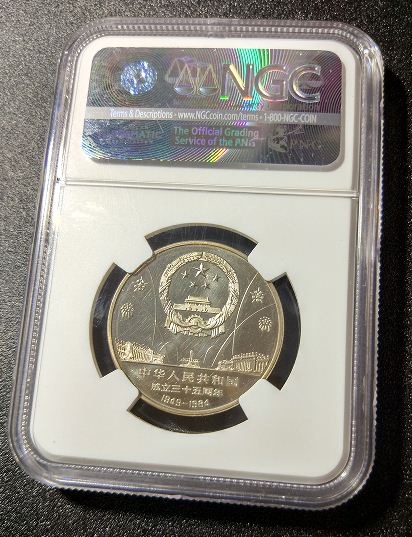 NGC
Terms & Descriptions • www.NGCcoin.com/terms • 1-800-NGC-COIN
The Official Grading
Service of the PNG
PNG
中华人民共和国
成立三十五周年
1949-1984